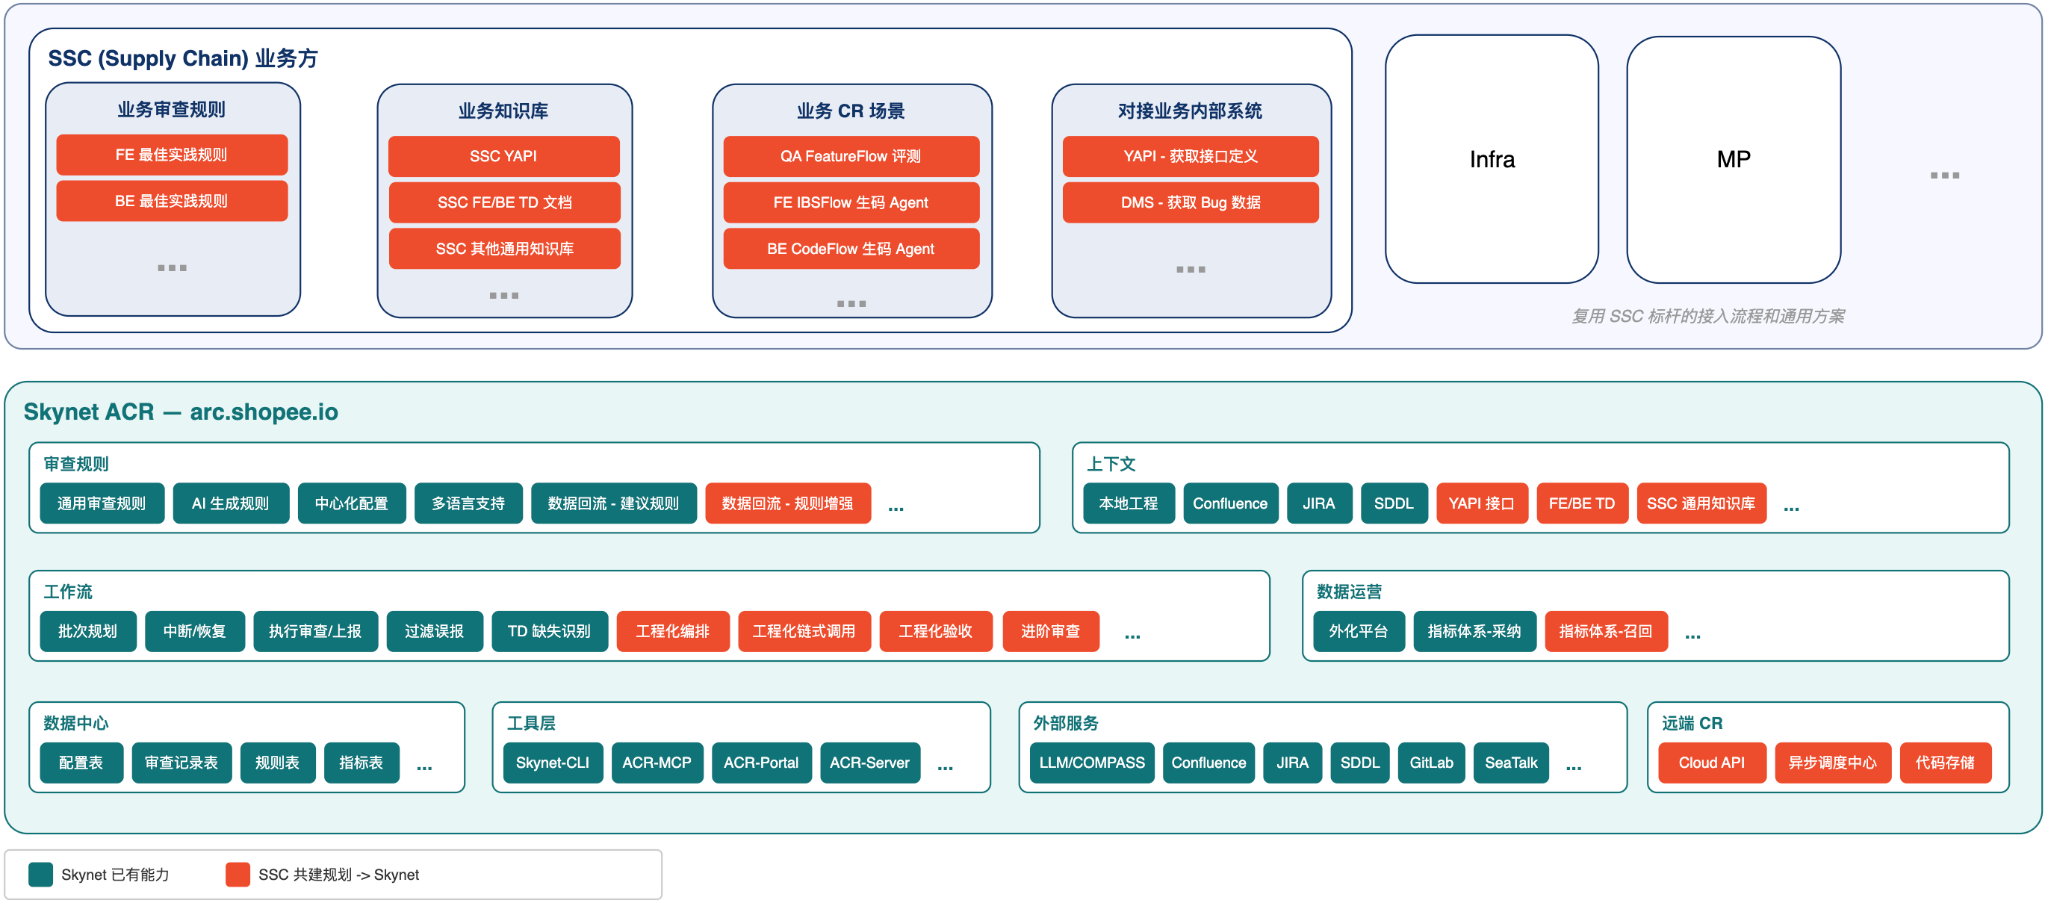 SSC (Supply Chain) 业务方
业务审查规则
FE 最佳实践规则
BE 最佳实践规则
...
业务知识库
SSC YAPI
SSC FE/BE TD 文档
SSC 其他通用知识库
...
业务 CR 场景
QA FeatureFlow 评测
FE IBSFlow 生码 Agent
BE CodeFlow 生码 Agent
...
对接业务内部系统
YAPI - 获取接口定义
DMS - 获取 Bug 数据
...
Infra
MP
...
复用 SSC 标杆的接入流程和通用方案
Skynet ACR — arc.shopee.io
审查规则
通用审查规则
AI 生成规则
中心化配置
多语言支持
数据回流 - 建议规则
数据回流 - 规则增强
...
上下文
本地工程
Confluence
JIRA
SDDL
YAPI 接口
FE/BE TD
SSC 通用知识库
...
工作流
批次规划
中断/恢复
执行审查/上报
过滤误报
TD 缺失识别
工程化编排
工程化链式调用
工程化验收
进阶审查
...
数据运营
外化平台
指标体系-采纳
指标体系-召回
...
数据中心
配置表
审查记录表
规则表
指标表
...
工具层
Skynet-CLI
ACR-MCP
ACR-Portal
ACR-Server
...
外部服务
LLM/COMPASS
Confluence
JIRA
SDDL
GitLab
SeaTalk
...
远端 CR
Cloud API
异步调度中心
代码存储
Skynet 已有能力
SSC 共建规划 -> Skynet